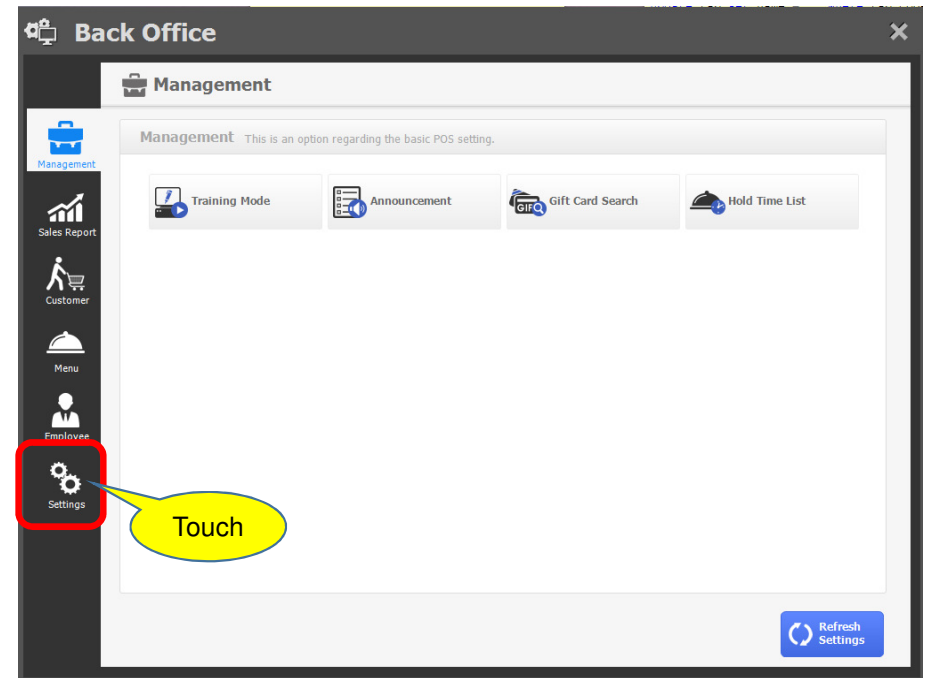 Back Office
Management
Management This is an option regarding the basic POS setting.
Management
Training Mode
Announcement
GIF
Gift Card Search
Hold Time List
Sales Report
Customer
Menu
Employee
Settings
Touch
Refresh
Settings